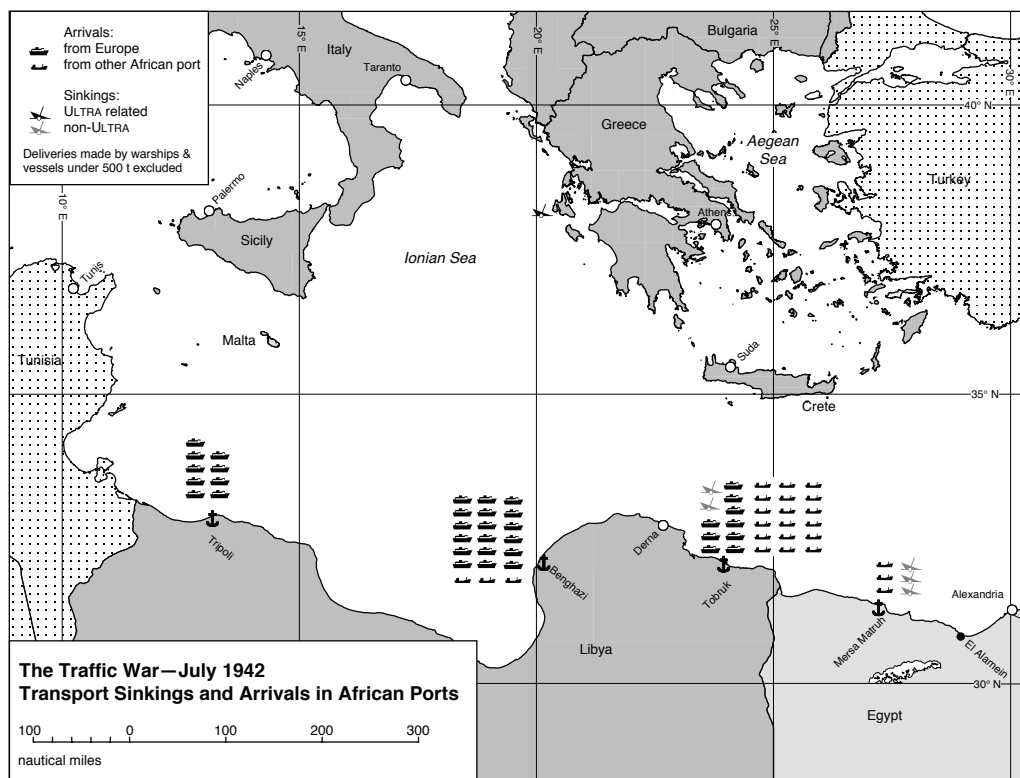 Arrivals:
from Europe
from other African port
Sinkings:
ULTRA related
non-ULTRA
Deliveries made by warships &
vessels under 500 t excluded
15° E
20° E
25° E
30° E
10° E
Italy
Bulgaria
Naples
Taranto
40° N
Greece
Aegean
Sea
Turkey
Palermo
Athens
Sicily
Ionian Sea
Tunis
Malta
Tunisia
Suda
35° N
Crete
Tripoli
Benghazi
Derna
Tobruk
Mersa Matruh
Alexandria
El Alamein
Libya
30° N
Egypt
The Traffic War—July 1942
Transport Sinkings and Arrivals in African Ports
100 0 100 200 300
nautical miles